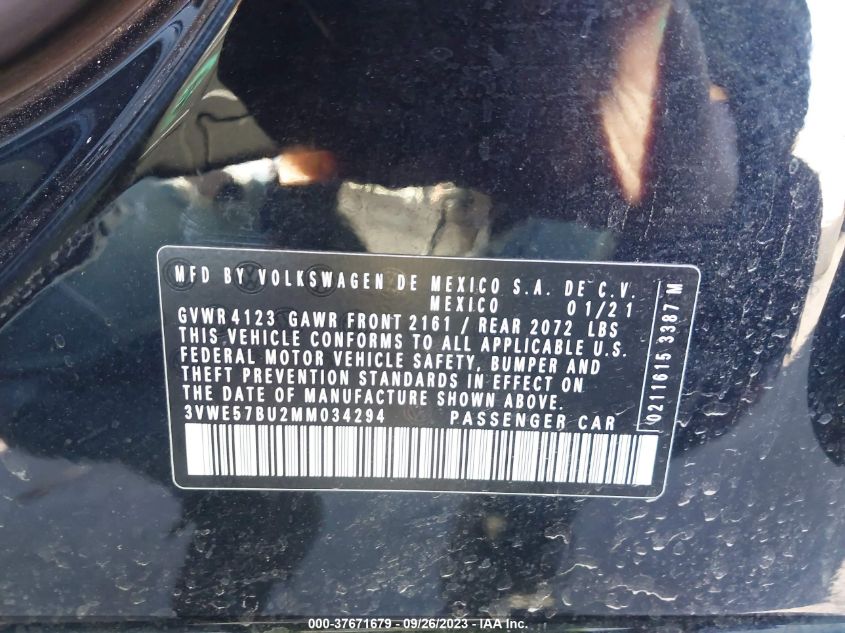 MFD BY VOLKSWAGEN DE MEXICO S.A. DE C.V.
MEXICO 01/21
GVWR 4123 GAWR FRONT 2161 / REAR 2072 LBS
THIS VEHICLE CONFORMS TO ALL APPLICABLE U.S.
FEDERAL MOTOR VEHICLE SAFETY, BUMPER AND
THEFT PREVENTION STANDARDS IN EFFECT ON
THE DATE OF MANUFACTURE SHOWN ABOVE.
3VWE57BU2MM034294 PASSENGER CAR
0211615 3387 M
000-37671679 / 09/26/2023 - IAA Inc.